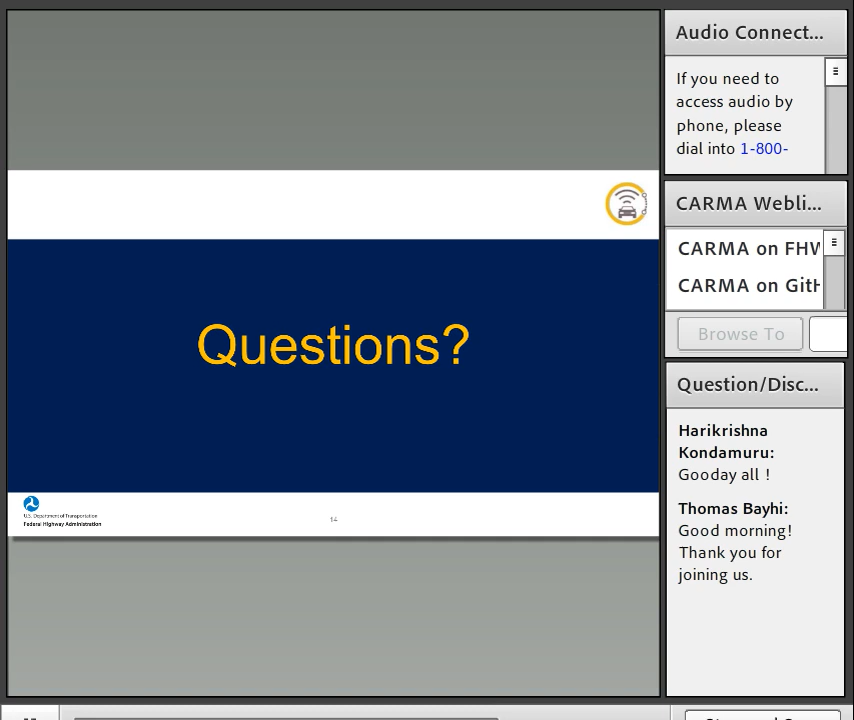 Audio Connect...
If you need to
access audio by
phone, please
dial into 1-800-
CARMA Webli...
CARMA on FHW
CARMA on GitH
Browse To
Questions?
Question/Disc...
Harikrishna
Kondamuru:
Gooday all !
Thomas Bayhi:
Good morning!
Thank you for
joining us.
U.S. Department of Transportation
Federal Highway Administration
14